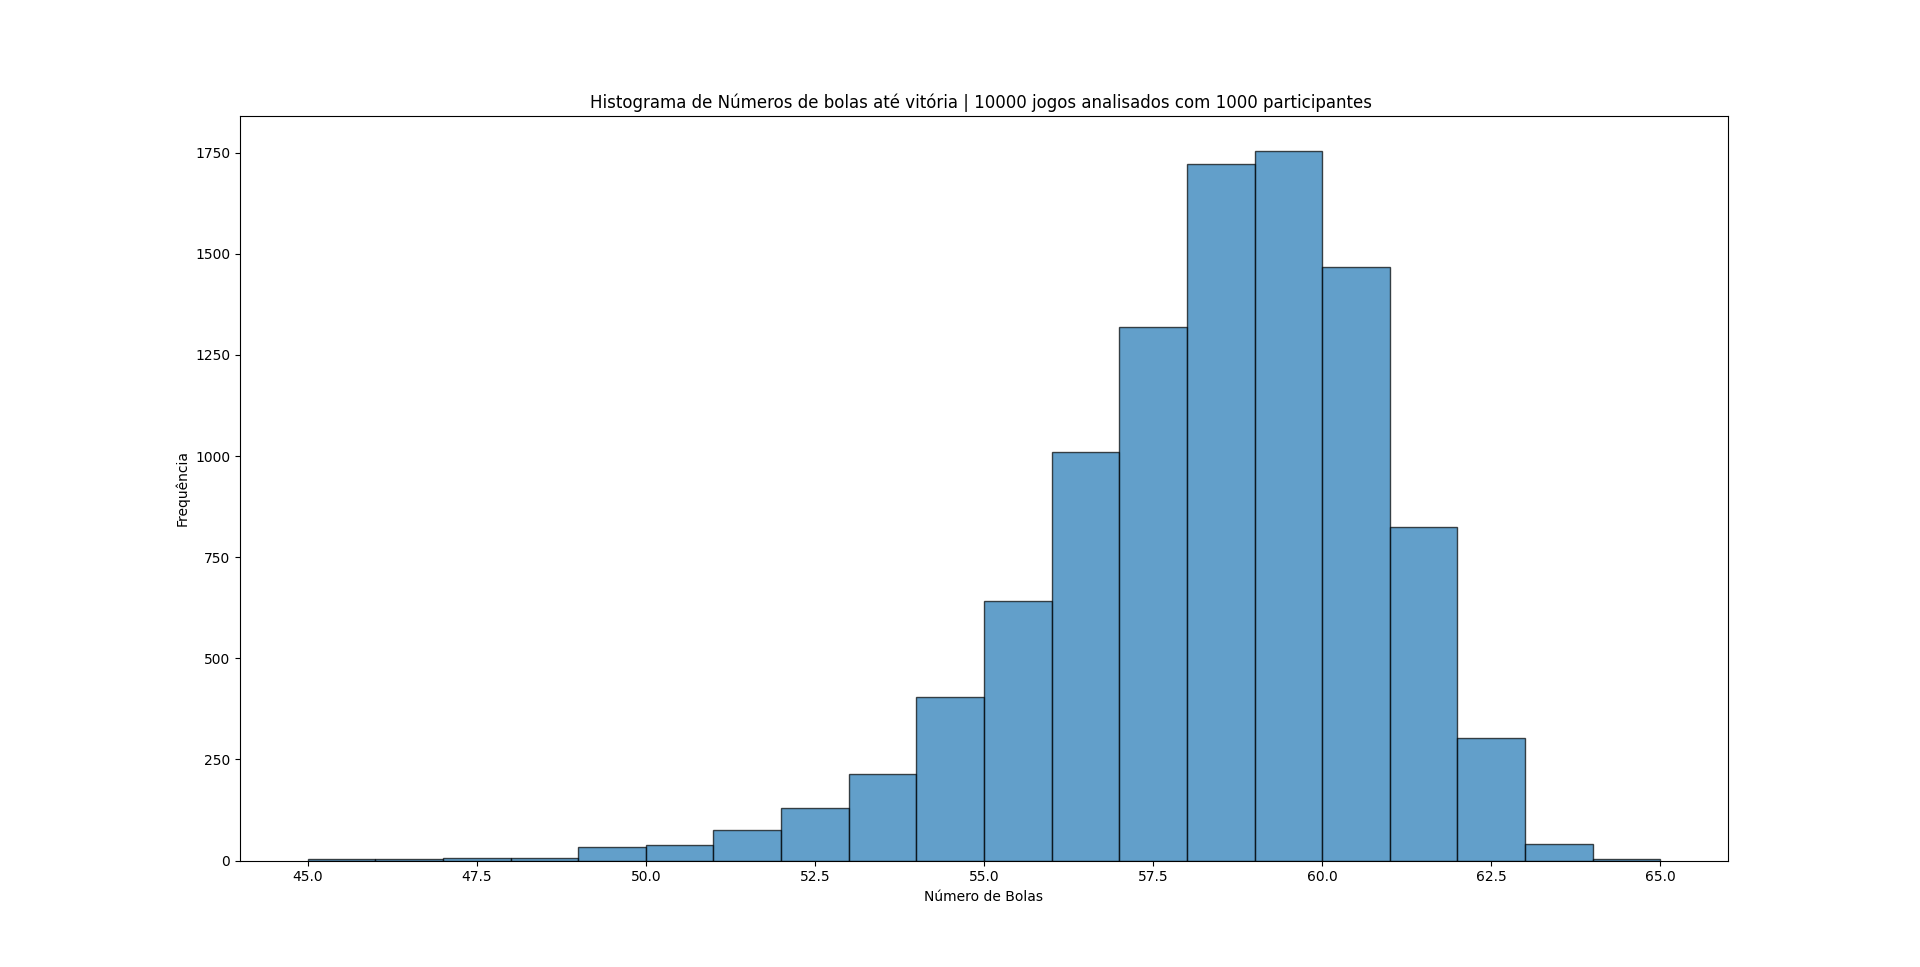 Histograma de Números de bolas até vitória | 10000 jogos analisados com 1000 participantes
1750
1500
1250
1000
750
500
250
0
Frequência
45.0 47.5 50.0 52.5 55.0 57.5 60.0 62.5 65.0
Número de Bolas